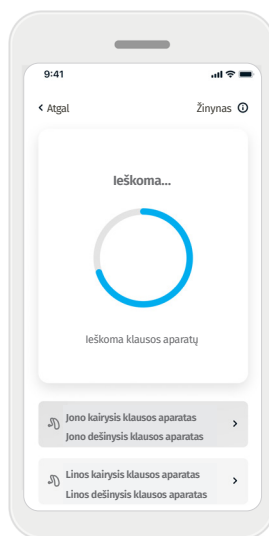 9:41
Atgal
Žinynas
Ieškoma...
Ieškoma klausos aparatų
Jono kairysis klausos aparatas
Jono dešinysis klausos aparatas
Linos kairysis klausos aparatas
Linos dešinysis klausos aparatas